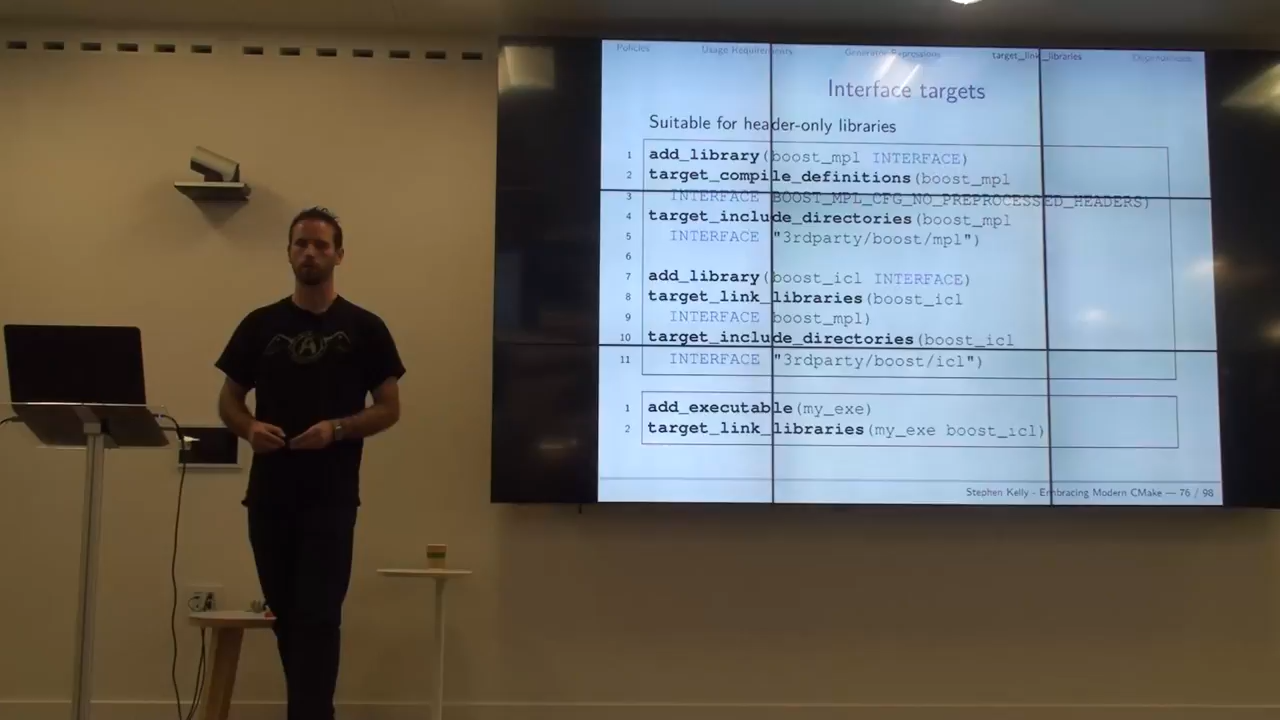 Policies Usage Requirements Generator Expressions target_link_libraries Dependencies
Interface targets
Suitable for header-only libraries
1 add_library(boost_mpl INTERFACE)
2 target_compile_definitions(boost_mpl
3 INTERFACE BOOST_MPL_CFG_NO_PREPROCESSED_HEADERS)
4 target_include_directories(boost_mpl
5 INTERFACE "3rdparty/boost/mpl")
6
7 add_library(boost_icl INTERFACE)
8 target_link_libraries(boost_icl
9 INTERFACE boost_mpl)
10 target_include_directories(boost_icl
11 INTERFACE "3rdparty/boost/icl")
1 add_executable(my_exe)
2 target_link_libraries(my_exe boost_icl)
Stephen Kelly - Embracing Modern CMake — 76 / 98